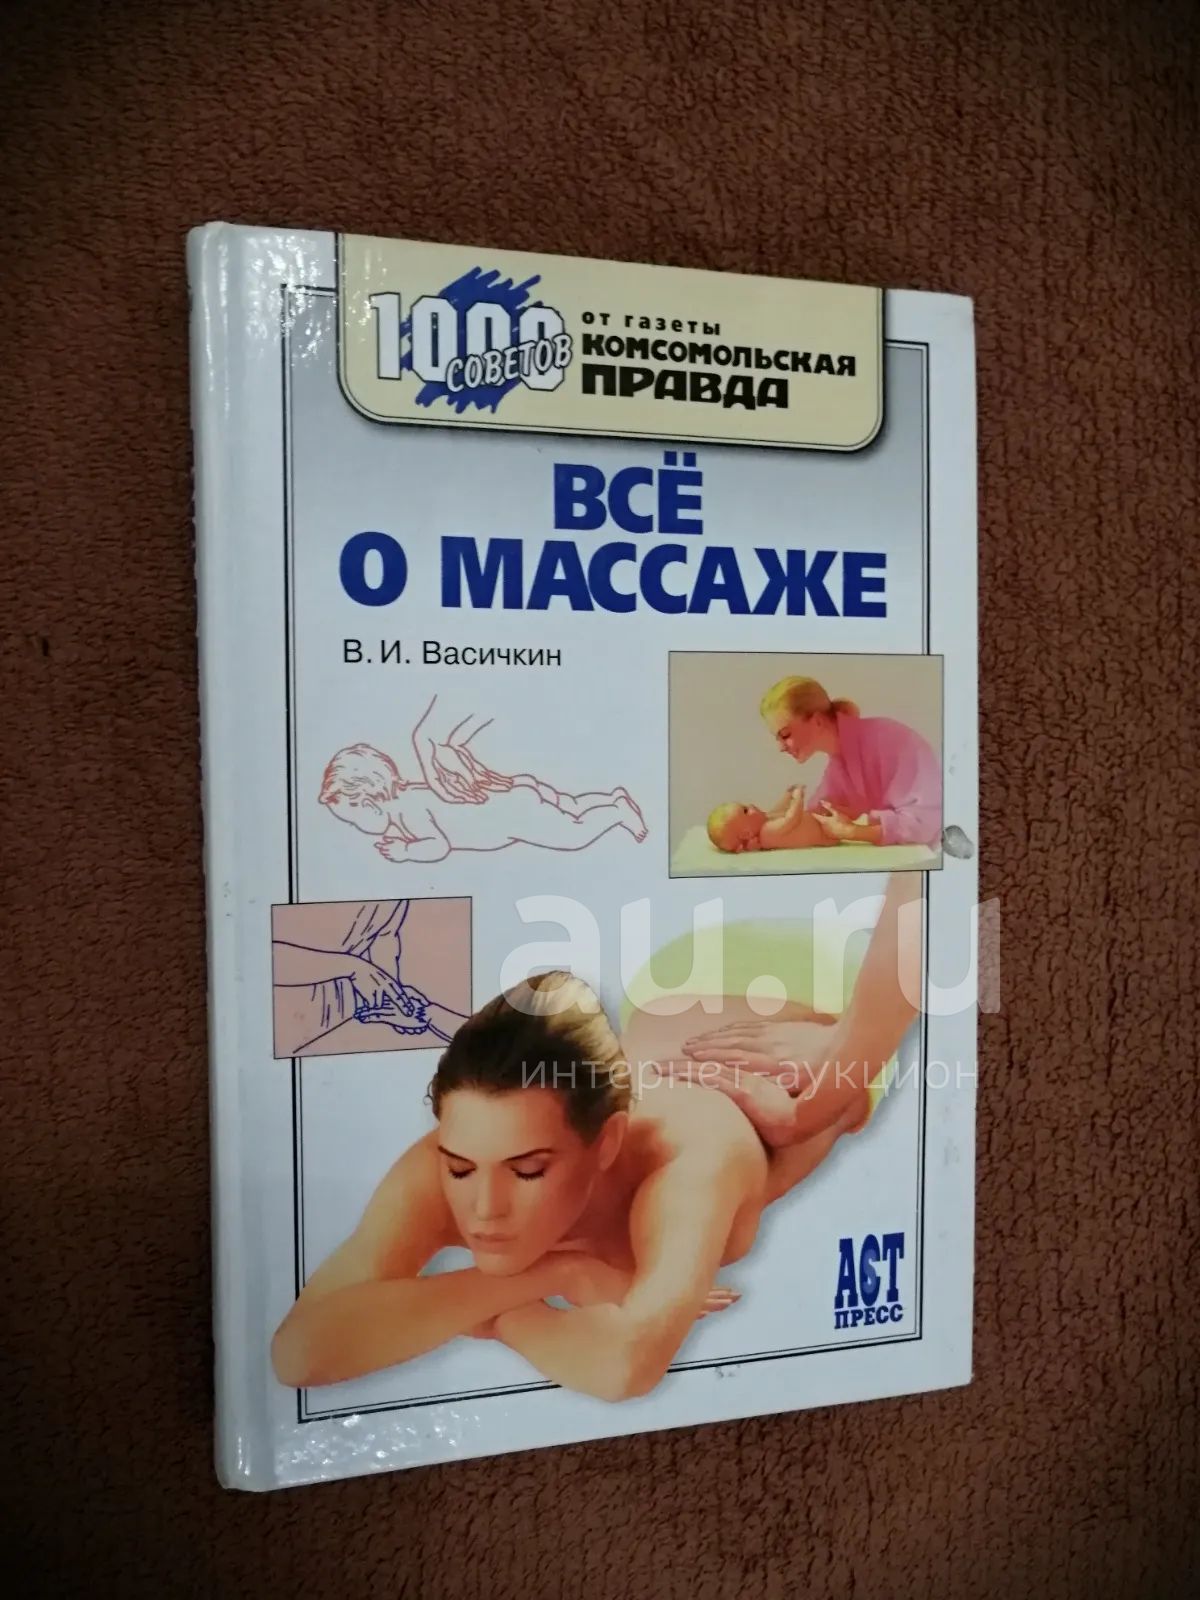 1000
СОВЕТОВ
от газеты
КОМСОМОЛЬСКАЯ
ПРАВДА
ВСЁ
О МАССАЖЕ
В. И. Васичкин
au.ru
интернет-аукцион
АСТ
ПРЕСС